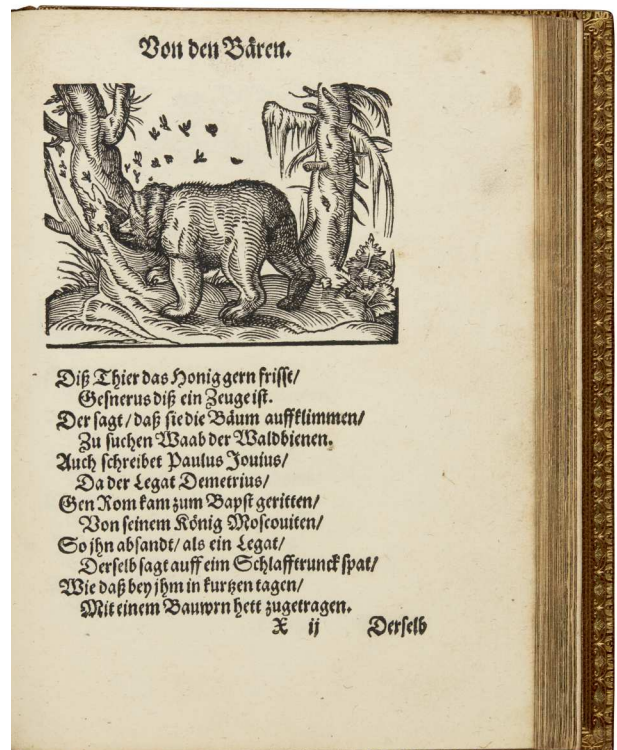 Von den Bären.
Diß Thier das Honig gern frisst/
Gesnerus diß ein Zeuge ist.
Der sagt/ daß sie die Bäum auffklimmen/
Zu suchen Waab der Waldbienen.
Auch schreibet Paulus Jouius/
Da der Legat Demetrius/
Gen Rom kam zum Bapst geritten/
Von seinem König Moscouiten/
So jhn absandt/ als ein Legat/
Derselb sagt auff eim Schlafftrunck spat/
Wie daß bey jhm in kurtzen tagen/
Mit einem Bauwrn hett zugetragen.
X ij Derselb